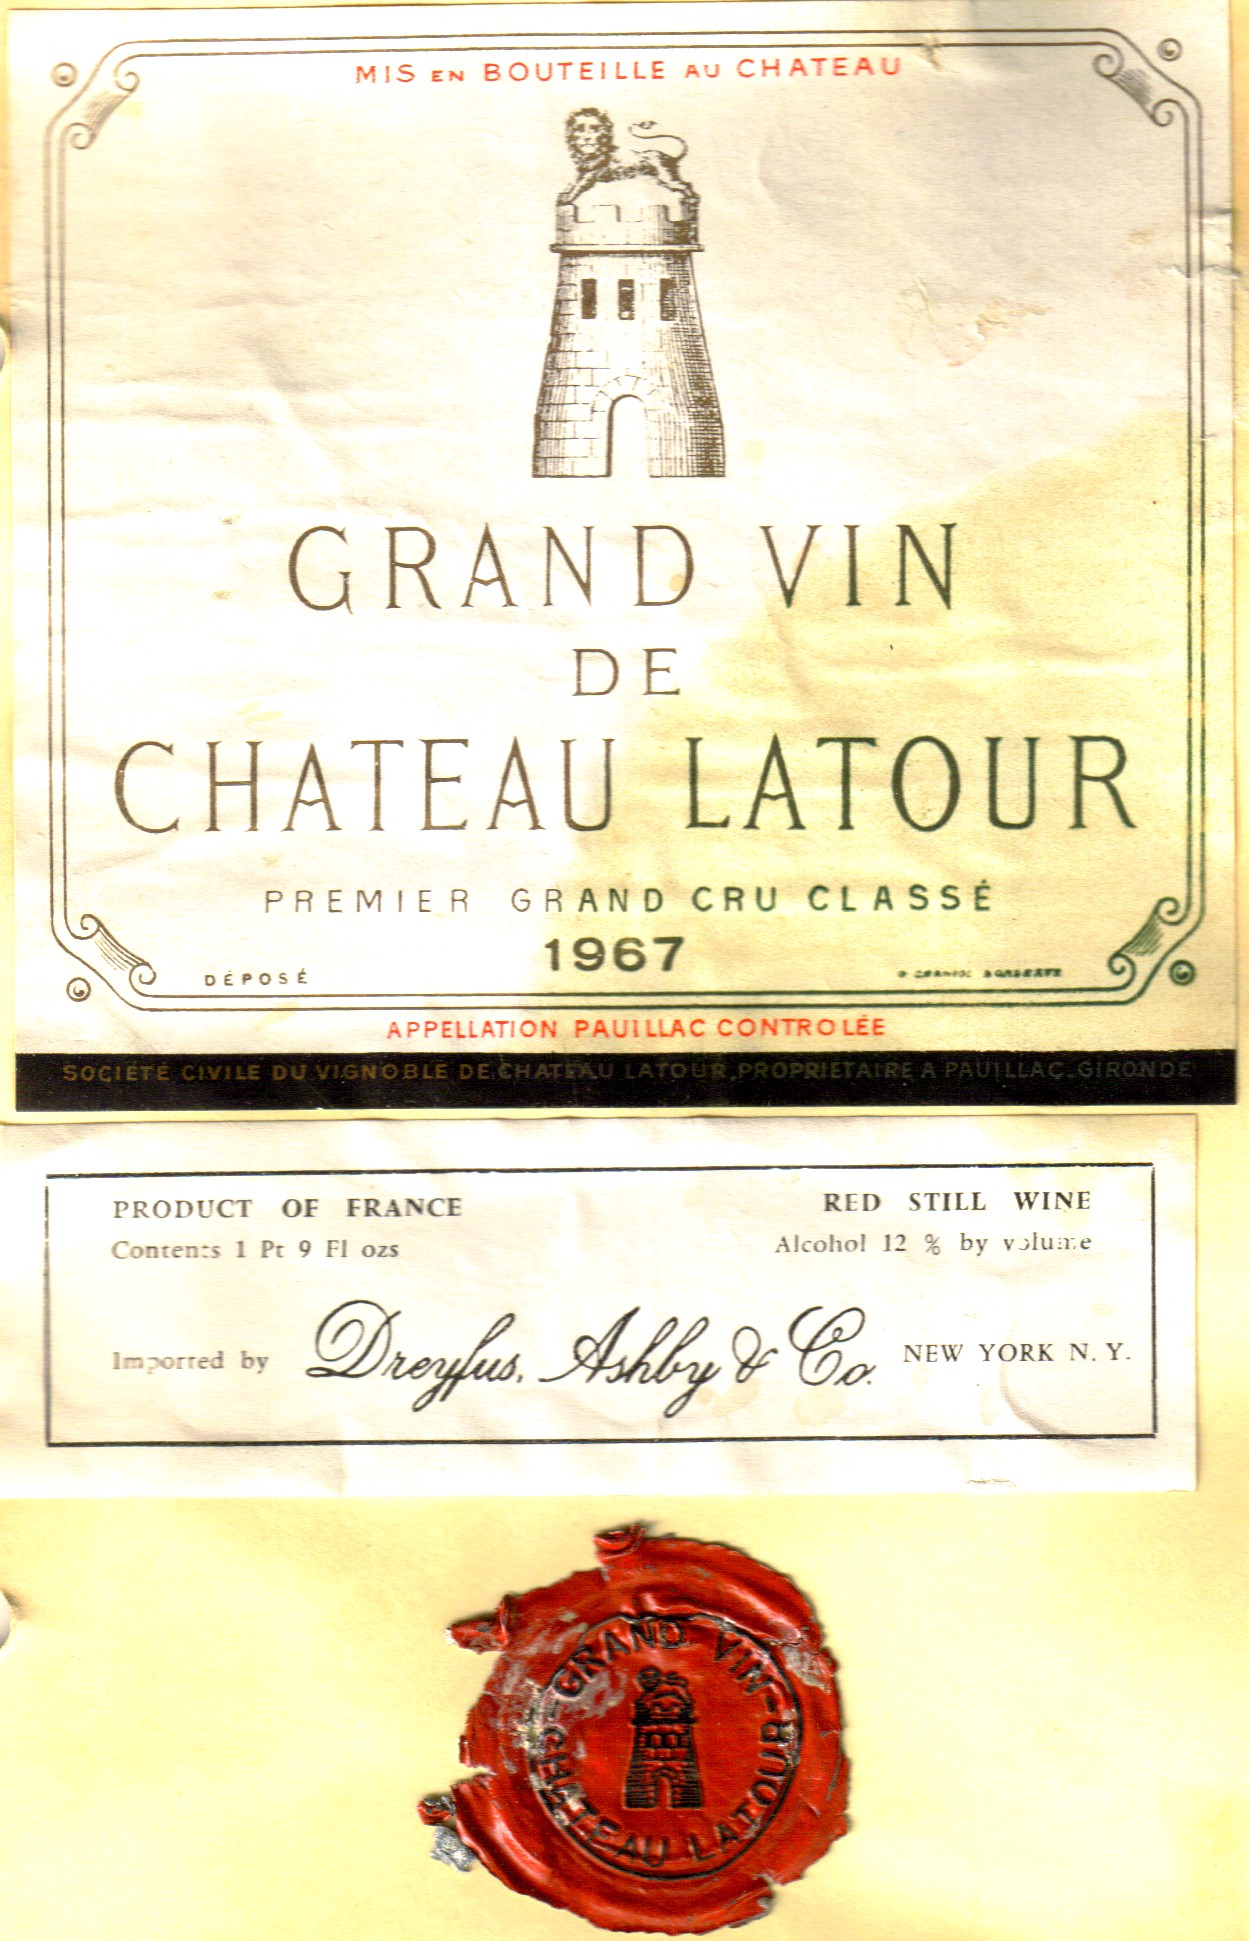 MIS EN BOUTEILLE AU CHATEAU
GRAND VIN
DE
CHATEAU LATOUR
PREMIER GRAND CRU CLASSÉ
1967
DÉPOSÉ
APPELLATION PAUILLAC CONTROLÉE
SOCIÉTÉ CIVILE DU VIGNOBLE DE CHATEAU LATOUR, PROPRIÉTAIRE A PAUILLAC-GIRONDE
PRODUCT OF FRANCE
RED STILL WINE
Contents 1 Pt 9 Fl ozs
Alcohol 12 % by volume
Imported by Dreyfus, Ashby & Co. NEW YORK N. Y.
GRAND VIN
CHATEAU LATOUR